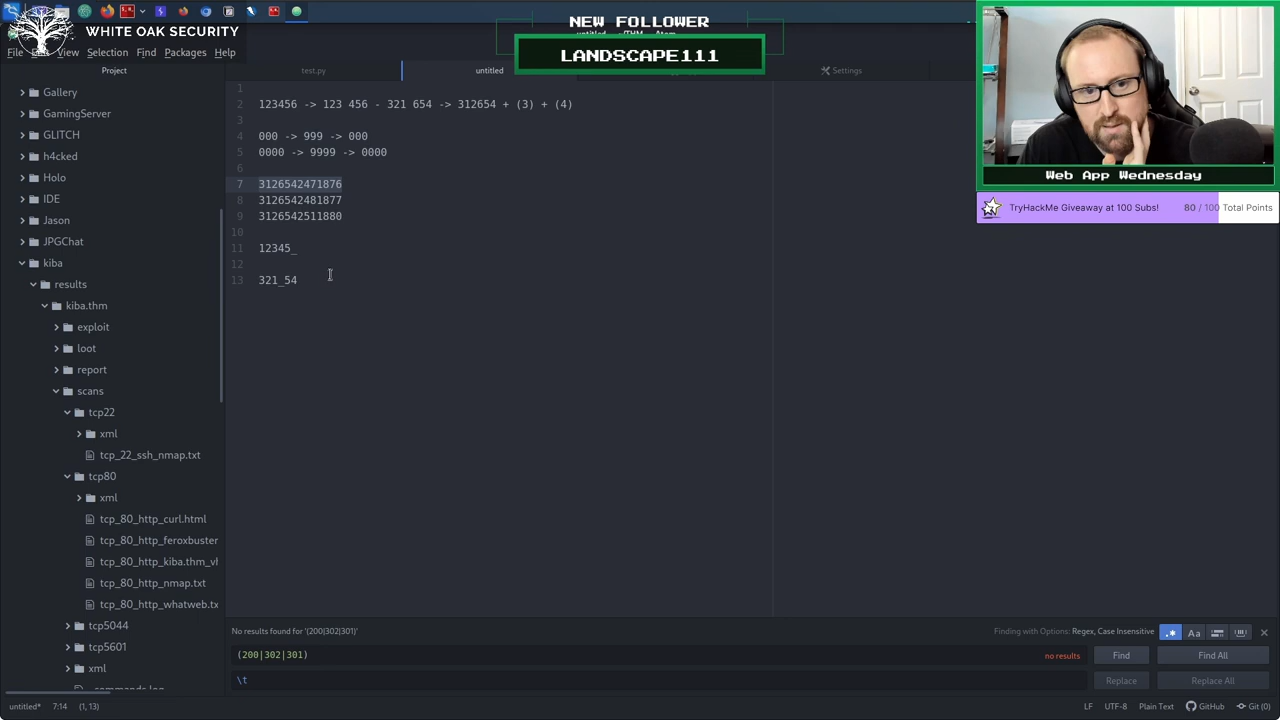 WHITE OAK SECURITY
NEW FOLLOWER
LANDSCAPE111
File
View
Selection
Find
Packages
Help
Project
test.py
untitled
Settings
Gallery
GamingServer
GLITCH
h4cked
Holo
IDE
Jason
JPGChat
kiba
results
kiba.thm
exploit
loot
report
scans
tcp22
xml
tcp_22_ssh_nmap.txt
tcp80
xml
tcp_80_http_curl.html
tcp_80_http_feroxbuster
tcp_80_http_kiba.thm_vl
tcp_80_http_nmap.txt
tcp_80_http_whatweb.tx
tcp5044
tcp5601
xml
_commands.log
1
2 123456 -> 123 456 - 321 654 -> 312654 + (3) + (4)
3
4 000 -> 999 -> 000
5 0000 -> 9999 -> 0000
6
7 3126542471876
8 3126542481877
9 3126542511880
10
11 12345_
12
13 321_54
Web App Wednesday
TryHackMe Giveaway at 100 Subs! 80 / 100 Total Points
No results found for '(200|302|301)'
Finding with Options: Regex, Case Insensitive
.* Aa
(200|302|301)
no results
Find
Find All
\t
Replace
Replace All
untitled* 7:14 (1, 13)
LF UTF-8 Plain Text GitHub Git (0)